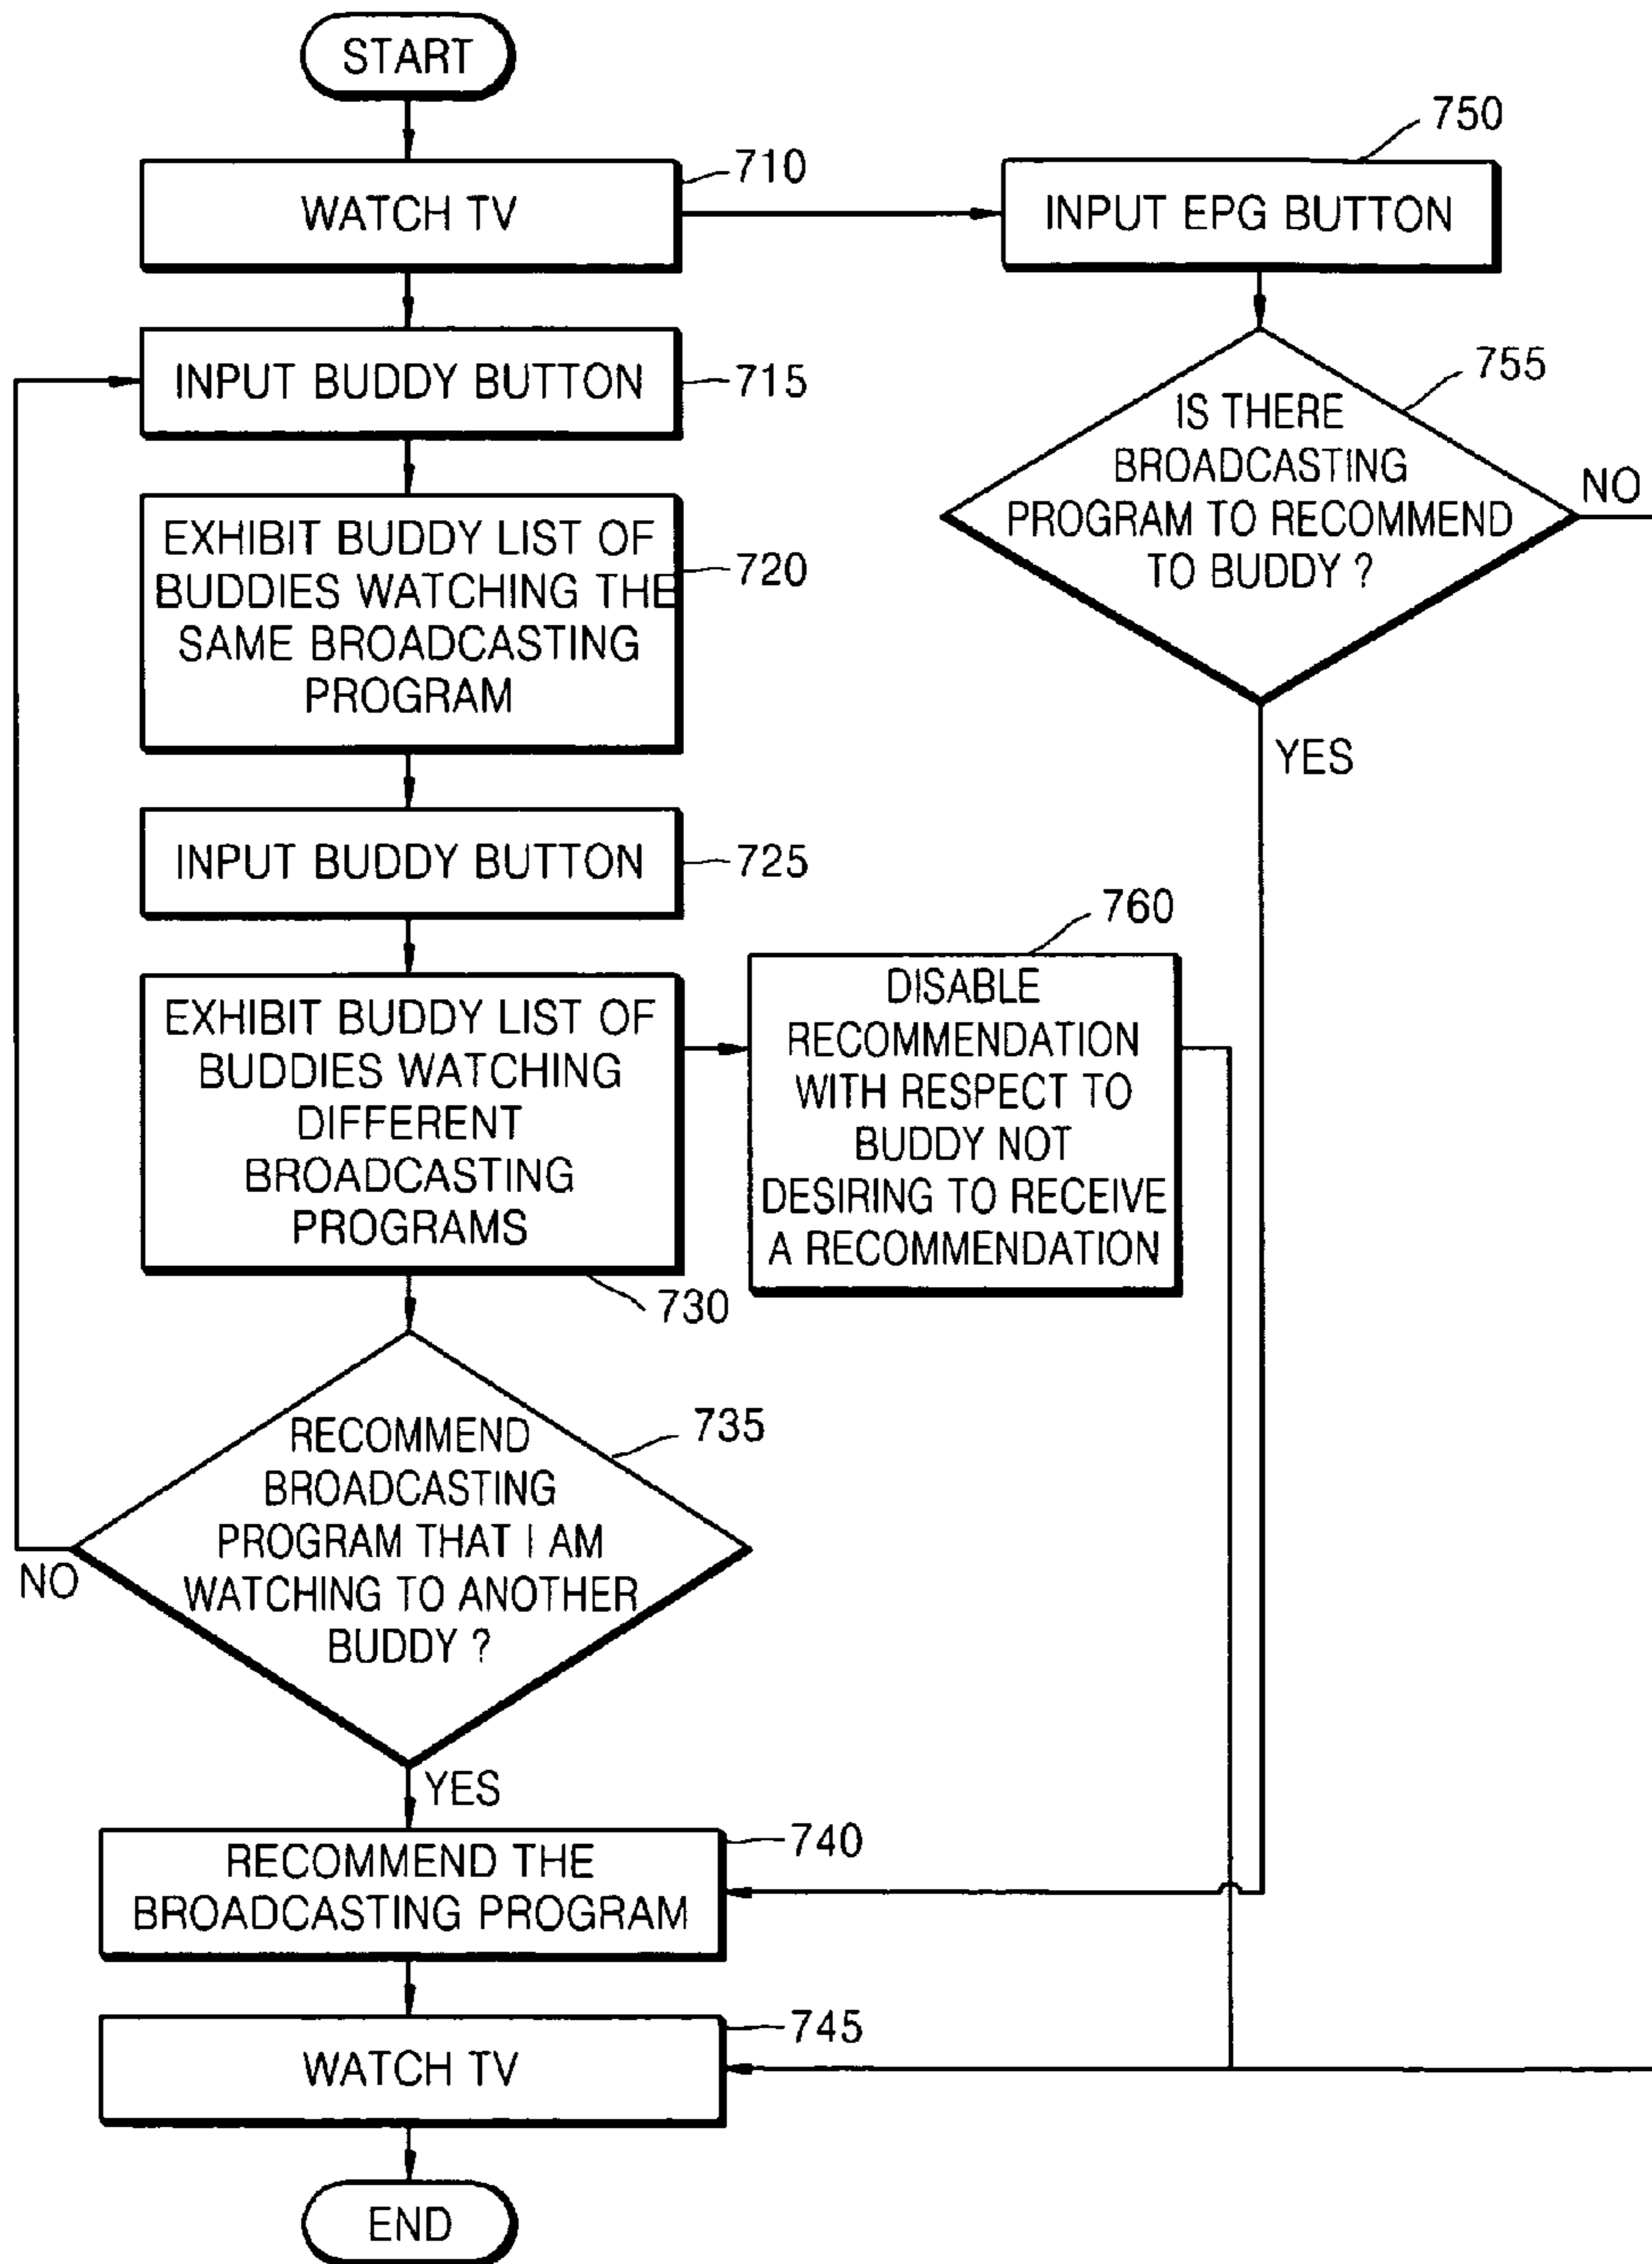 START
WATCH TV
710
INPUT BUDDY BUTTON
715
EXHIBIT BUDDY LIST OF
BUDDIES WATCHING THE
SAME BROADCASTING
PROGRAM
720
INPUT BUDDY BUTTON
725
EXHIBIT BUDDY LIST OF
BUDDIES WATCHING
DIFFERENT
BROADCASTING
PROGRAMS
730
RECOMMEND
BROADCASTING
PROGRAM THAT I AM
WATCHING TO ANOTHER
BUDDY ?
735
NO
YES
RECOMMEND THE
BROADCASTING PROGRAM
740
WATCH TV
745
END
750
INPUT EPG BUTTON
755
IS THERE
BROADCASTING
PROGRAM TO RECOMMEND
TO BUDDY ?
NO
YES
760
DISABLE
RECOMMENDATION
WITH RESPECT TO
BUDDY NOT
DESIRING TO RECEIVE
A RECOMMENDATION